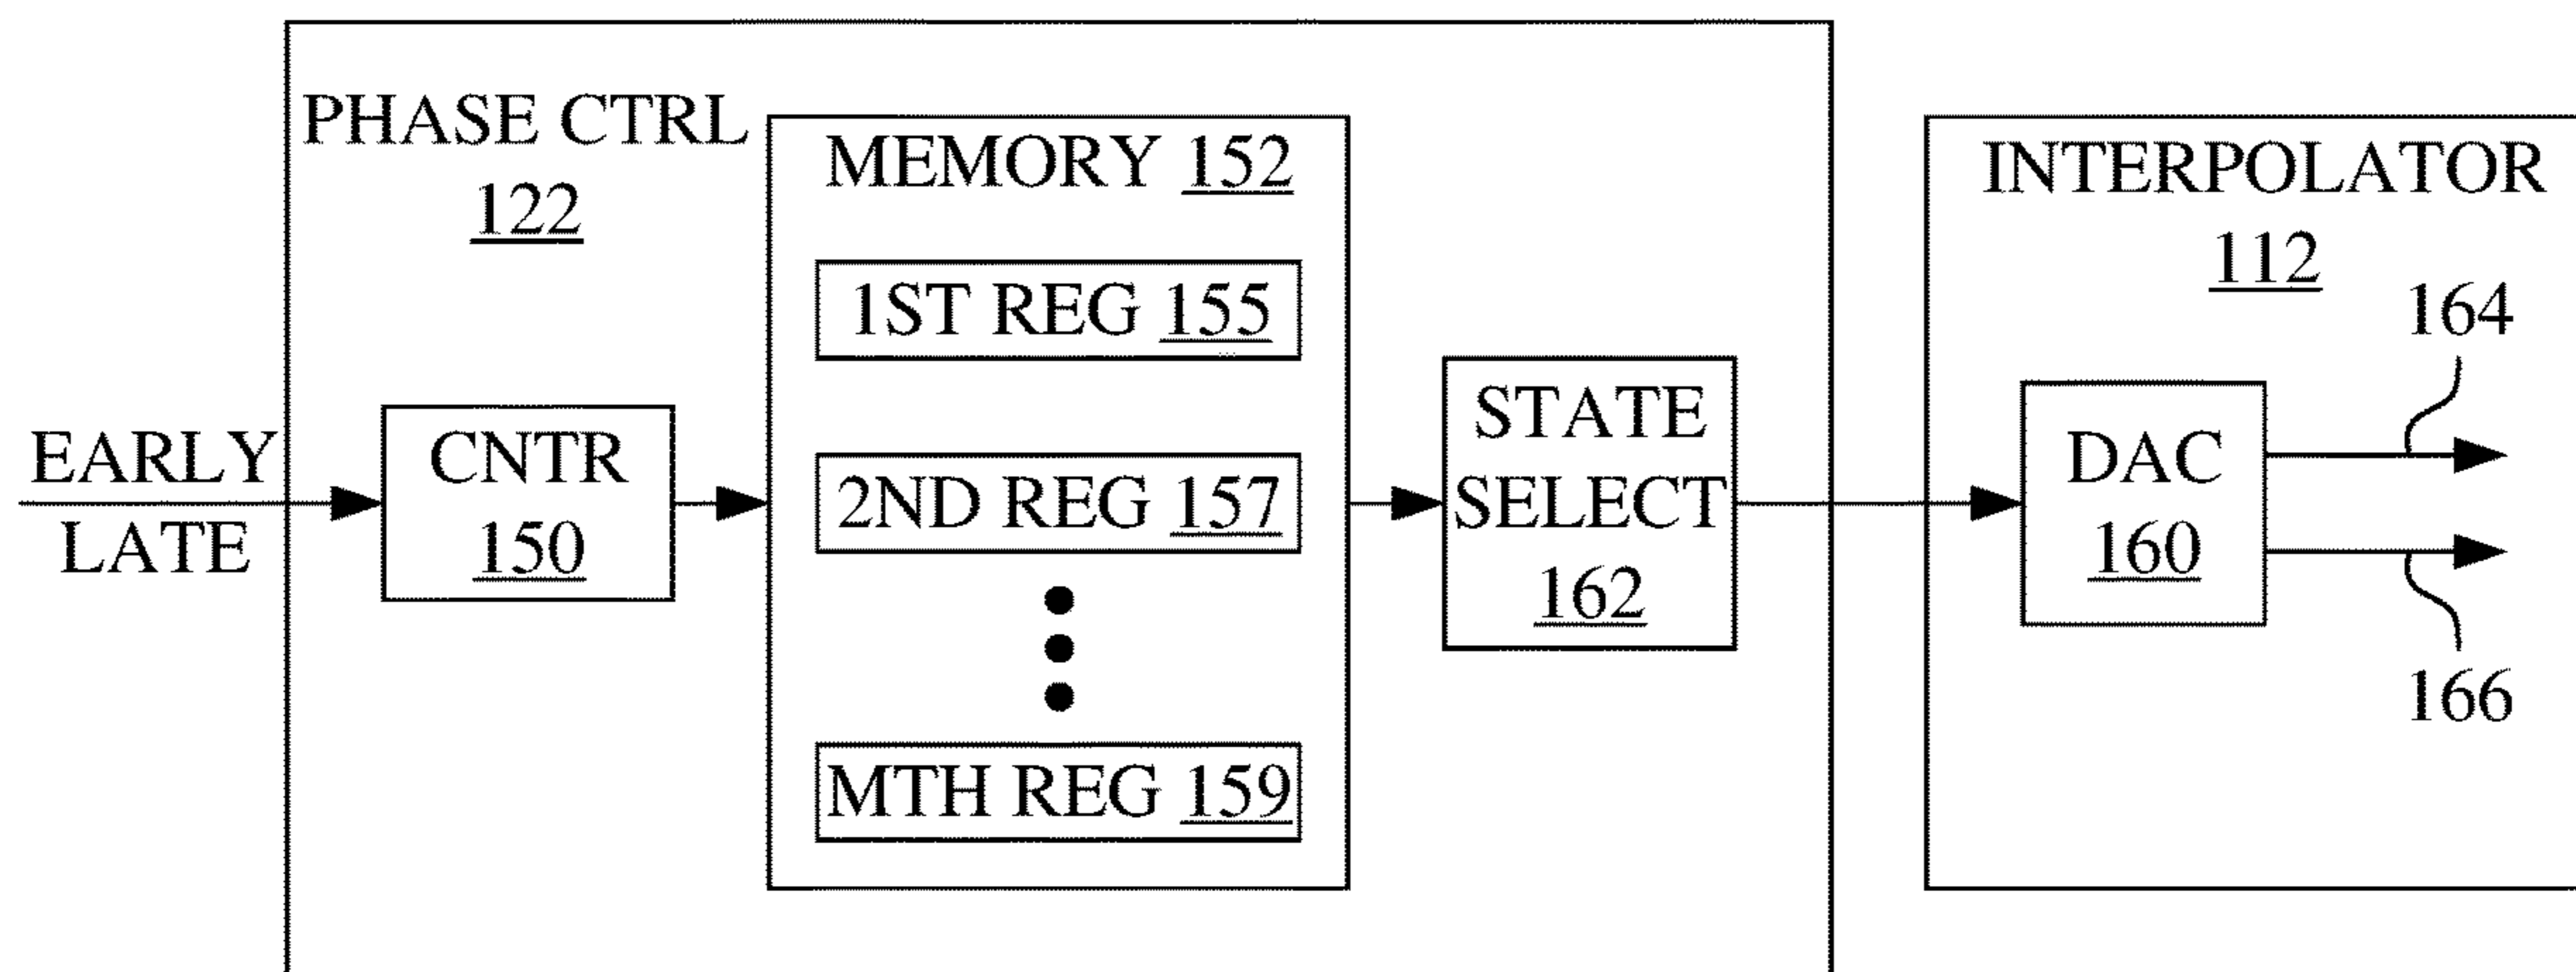 PHASE CTRL
122
EARLY
LATE
CNTR
150
MEMORY 152
1ST REG 155
2ND REG 157
MTH REG 159
STATE
SELECT
162
INTERPOLATOR
112
164
DAC
160
166